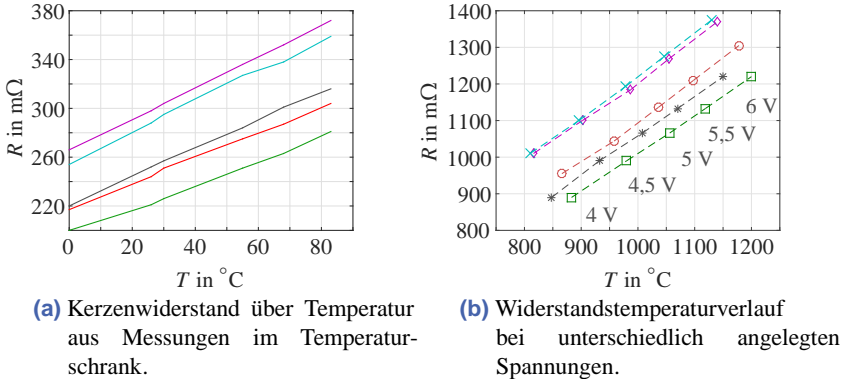 380
340
300
260
220
0
20
40
60
80
R in mΩ
T in °C
1400
1300
1200
1100
1000
900
800
800
900
1000
1100
1200
R in mΩ
T in °C
6 V
5,5 V
5 V
4,5 V
4 V
(a) Kerzenwiderstand über Temperatur
aus Messungen im Temperatur-
schrank.
(b) Widerstandstemperaturverlauf
bei unterschiedlich angelegten
Spannungen.